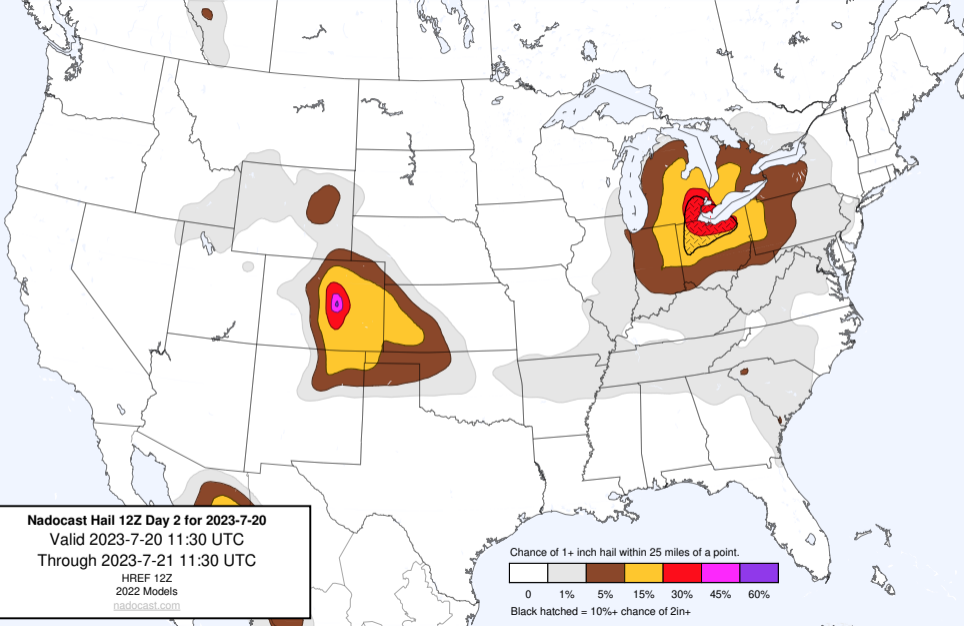 Nadocast Hail 12Z Day 2 for 2023-7-20
Valid 2023-7-20 11:30 UTC
Through 2023-7-21 11:30 UTC
HREF 12Z
2022 Models
nadocast.com
Chance of 1+ inch hail within 25 miles of a point.
0 1% 5% 15% 30% 45% 60%
Black hatched = 10%+ chance of 2in+